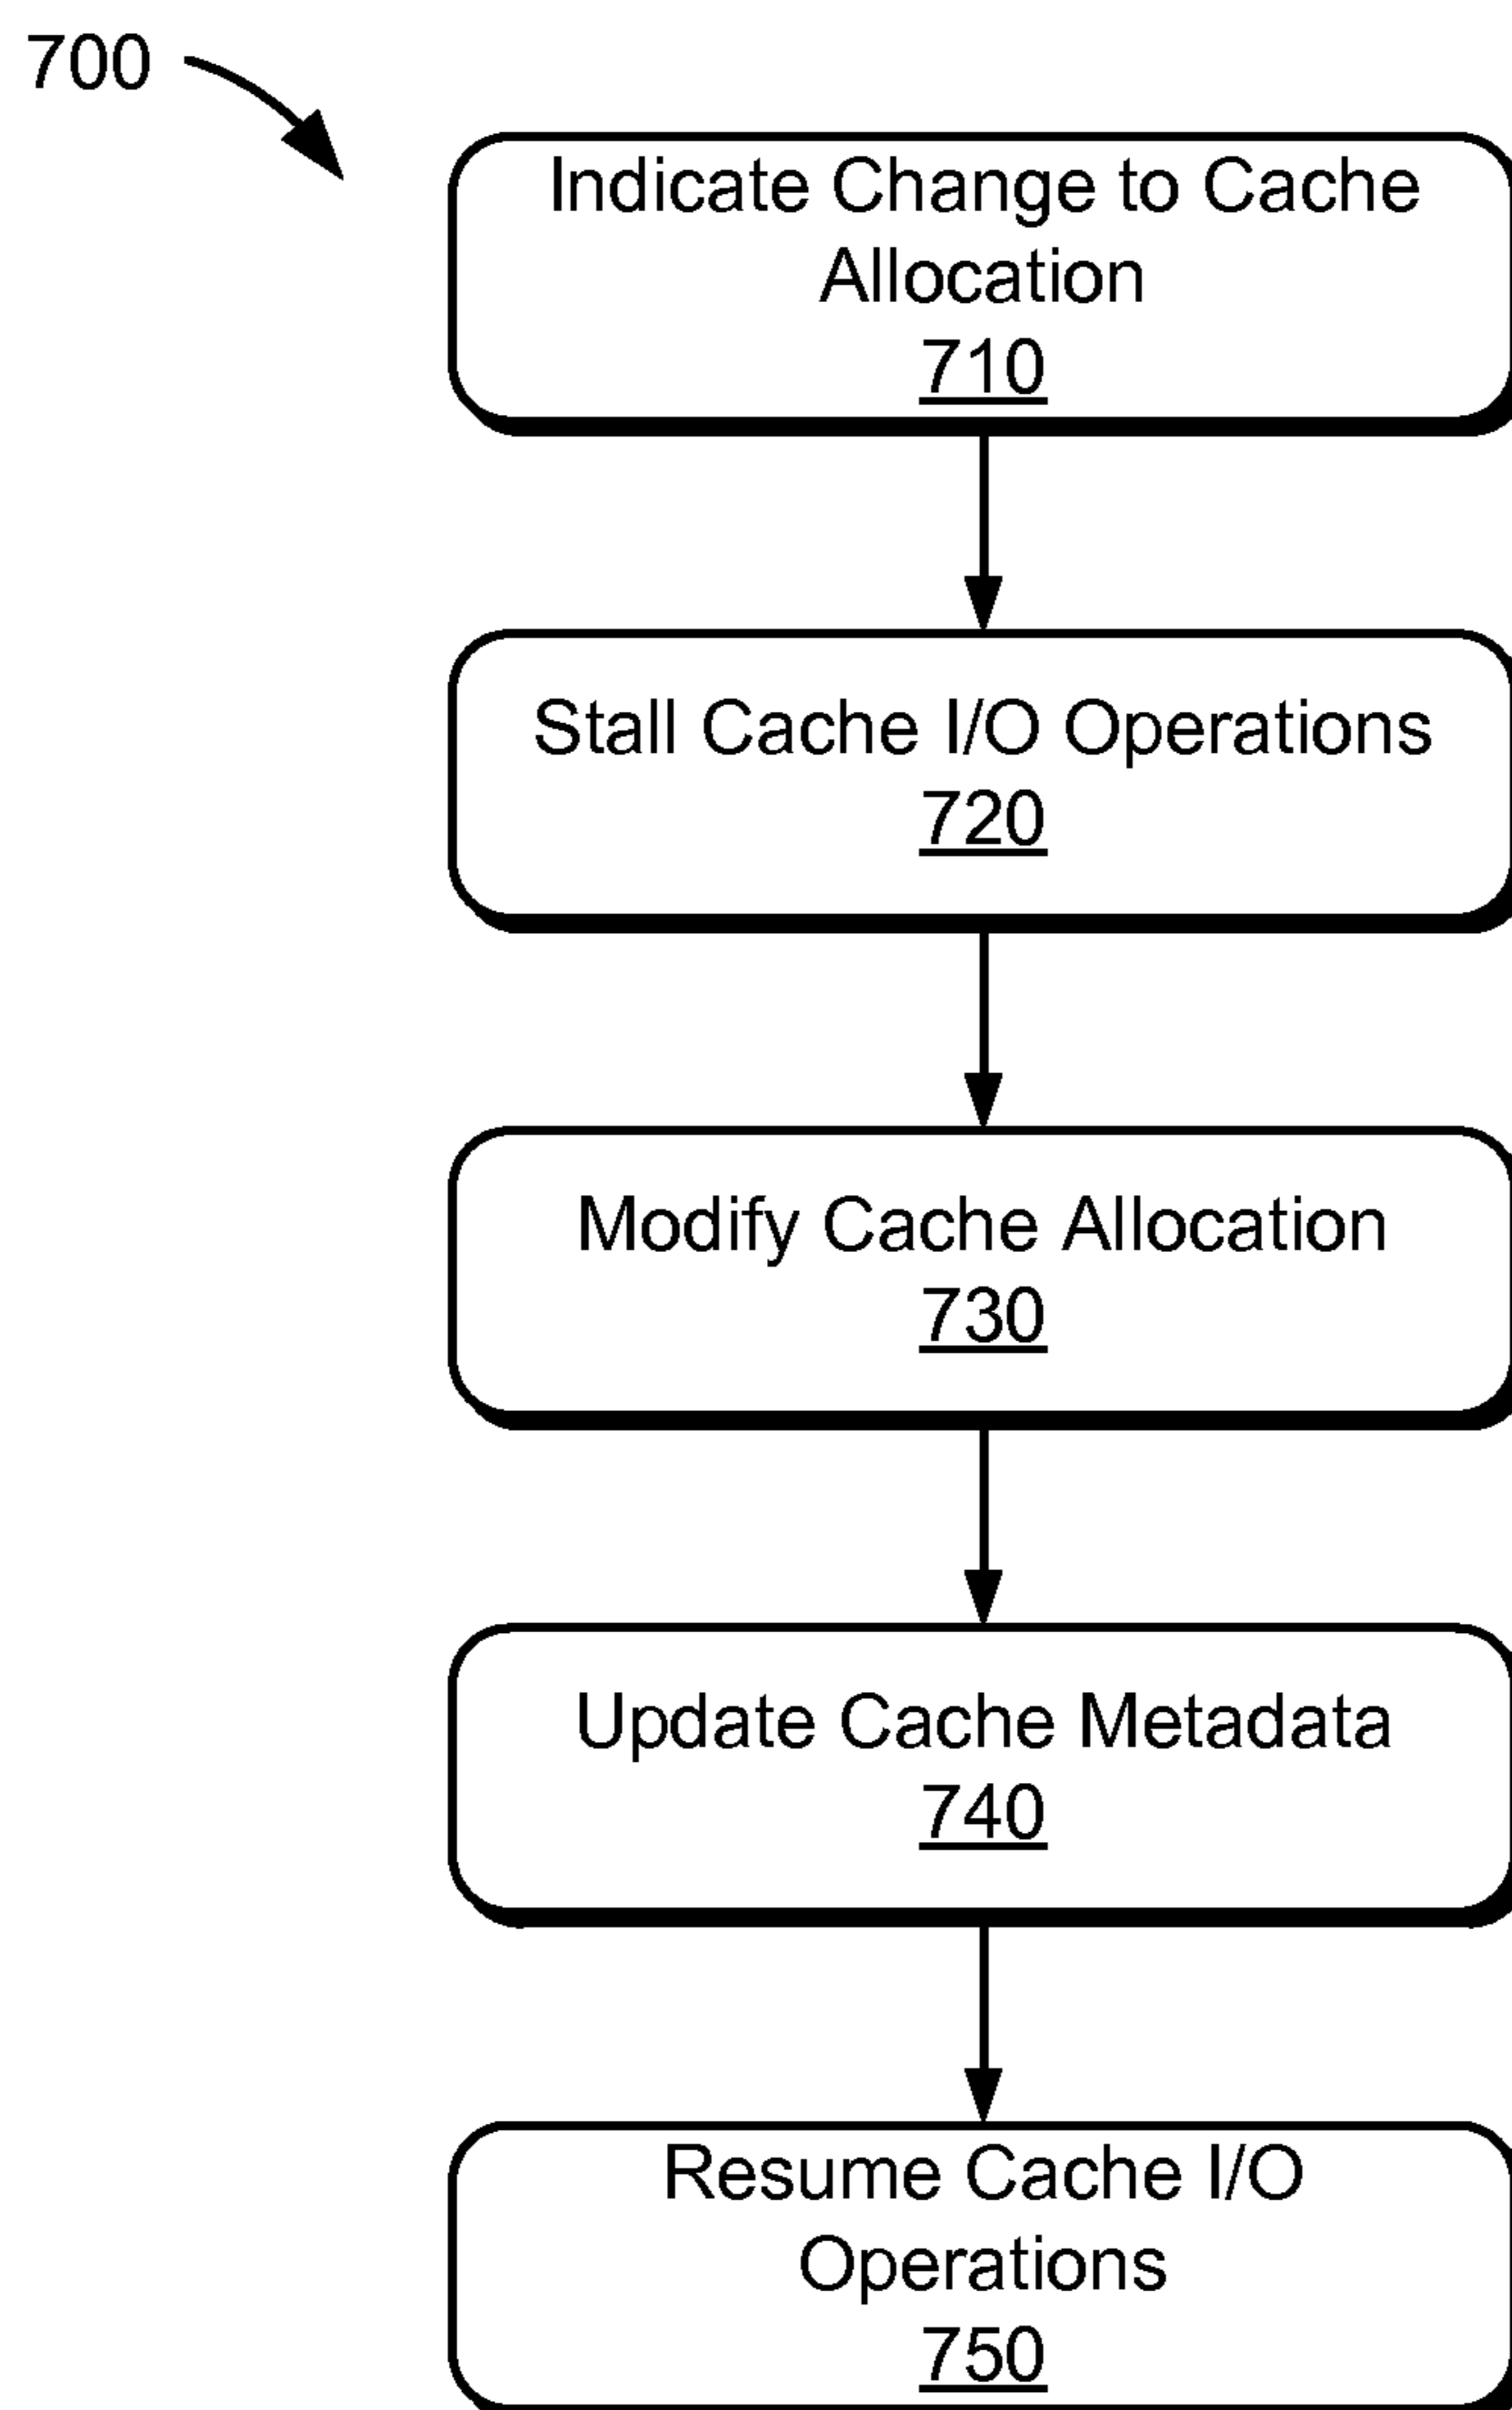 700
Indicate Change to Cache
Allocation
710
Stall Cache I/O Operations
720
Modify Cache Allocation
730
Update Cache Metadata
740
Resume Cache I/O
Operations
750